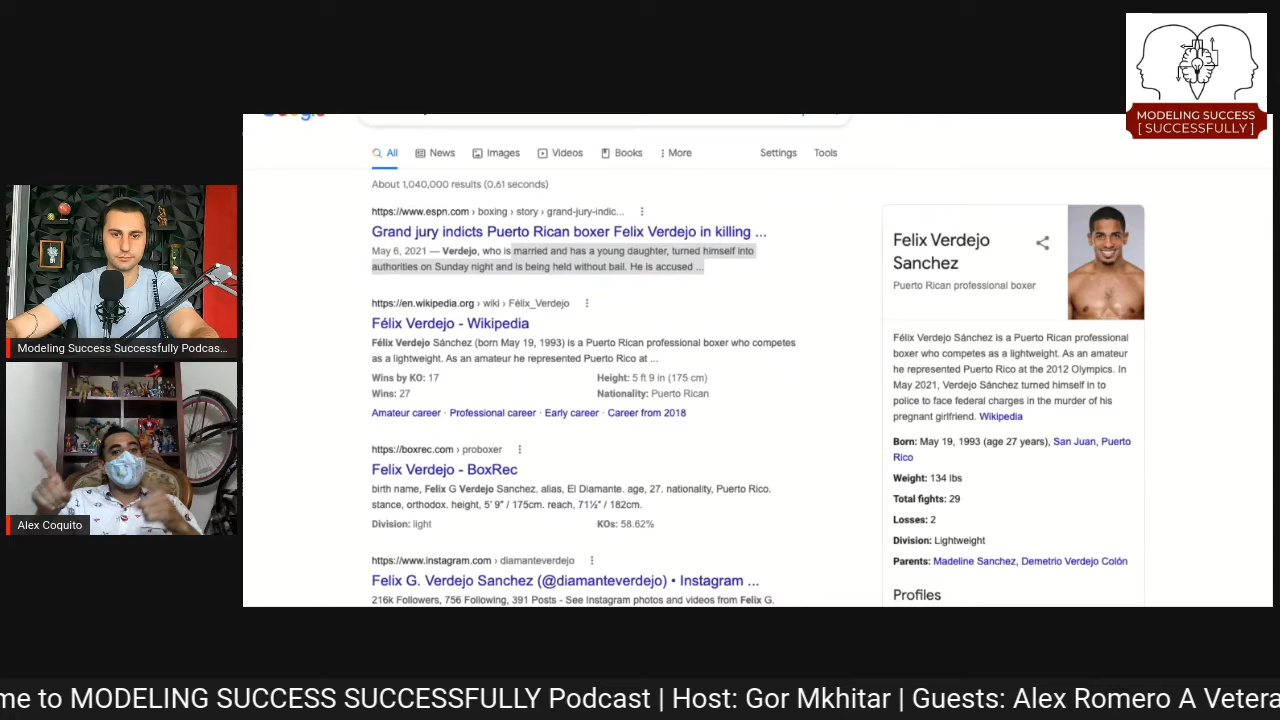 MODELING SUCCESS
[ SUCCESSFULLY ]
All News Images Videos Books More Settings Tools
About 1,040,000 results (0.61 seconds)
https://www.espn.com › boxing › story › grand-jury-indic...
Grand jury indicts Puerto Rican boxer Felix Verdejo in killing ...
May 6, 2021 — Verdejo, who is married and has a young daughter, turned himself into
authorities on Sunday night and is being held without bail. He is accused ...
https://en.wikipedia.org › wiki › Félix_Verdejo
Félix Verdejo - Wikipedia
Félix Verdejo Sánchez (born May 19, 1993) is a Puerto Rican professional boxer who competes
as a lightweight. As an amateur he represented Puerto Rico at ...
Wins by KO: 17 Height: 5 ft 9 in (175 cm)
Wins: 27 Nationality: Puerto Rican
Amateur career · Professional career · Early career · Career from 2018
https://boxrec.com › proboxer
Felix Verdejo - BoxRec
birth name, Felix G Verdejo Sanchez. alias, El Diamante. age, 27. nationality, Puerto Rico.
stance, orthodox. height, 5′ 9″ / 175cm. reach, 71½″ / 182cm.
Division: light KOs: 58.62%
https://www.instagram.com › diamanteverdejo
Felix G. Verdejo Sanchez (@diamanteverdejo) • Instagram ...
216k Followers, 756 Following, 391 Posts - See Instagram photos and videos from Felix G.
Felix Verdejo
Sanchez
Puerto Rican professional boxer
Félix Verdejo Sánchez is a Puerto Rican professional
boxer who competes as a lightweight. As an amateur
he represented Puerto Rico at the 2012 Olympics. In
May 2021, Verdejo Sánchez turned himself in to
police to face federal charges in the murder of his
pregnant girlfriend. Wikipedia
Born: May 19, 1993 (age 27 years), San Juan, Puerto
Rico
Weight: 134 lbs
Total fights: 29
Losses: 2
Division: Lightweight
Parents: Madeline Sanchez, Demetrio Verdejo Colón
Profiles
Modeling Success Successfully Podcas...
Alex Coquito
me to MODELING SUCCESS SUCCESSFULLY Podcast | Host: Gor Mkhitar | Guests: Alex Romero A Vetera